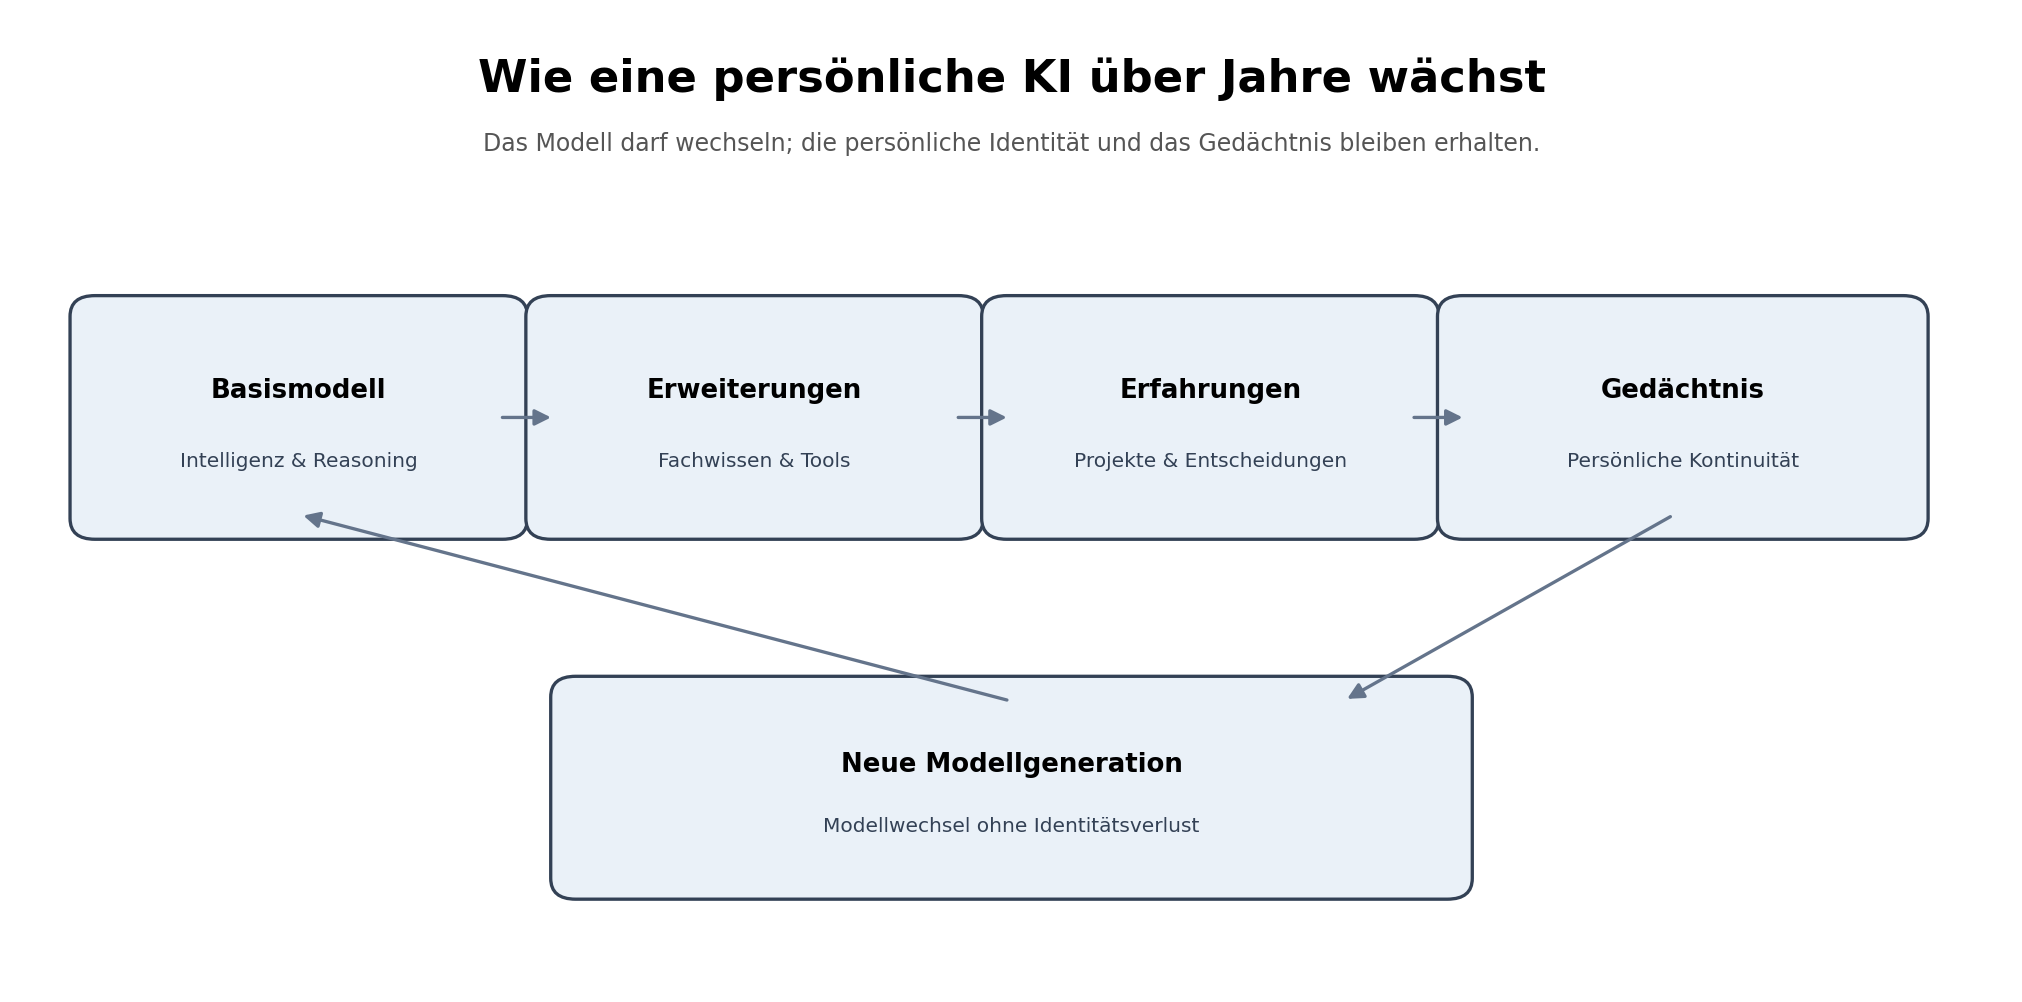 Wie eine persönliche KI über Jahre wächst
Das Modell darf wechseln; die persönliche Identität und das Gedächtnis bleiben erhalten.
Basismodell
Intelligenz & Reasoning
Erweiterungen
Fachwissen & Tools
Erfahrungen
Projekte & Entscheidungen
Gedächtnis
Persönliche Kontinuität
Neue Modellgeneration
Modellwechsel ohne Identitätsverlust